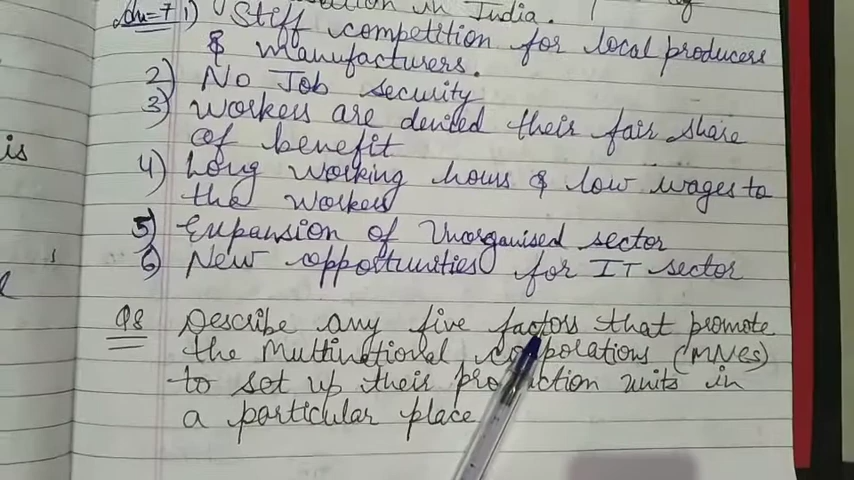 in India.
Ans=7 1) Stiff competition for local producers
& manufacturers.
2) No Job security
3) Workers are denied their fair share
of benefit
4) Long Working hours & low wages to
the workers
5) Expansion of Unorganised sector
6) New opportunities for IT sector
is
Q8 Describe any five factors that promote
the Multinational corporations (MNCs)
to set up their production units in
a particular place